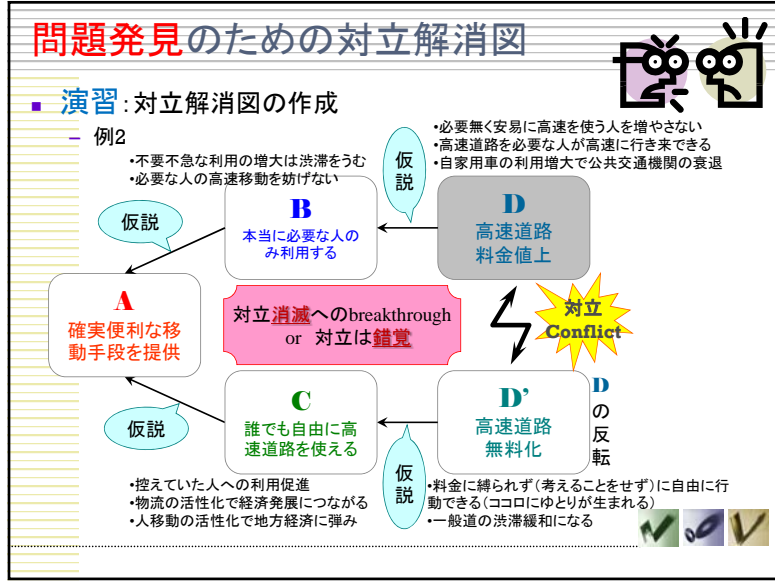 問題発見のための対立解消図
▪ 演習:対立解消図の作成
– 例2
•必要無く安易に高速を使う人を増やさない
•高速道路を必要な人が高速に行き来できる
•自家用車の利用増大で公共交通機関の衰退
•不要不急な利用の増大は渋滞をうむ
•必要な人の高速移動を妨げない
仮説
仮説
B
本当に必要な人の
み利用する
D
高速道路
料金値上
A
確実便利な移
動手段を提供
対立消滅へのbreakthrough
or 対立は錯覚
対立
Conflict
C
誰でも自由に高
速道路を使える
D’
高速道路
無料化
Dの反転
仮説
仮説
•控えていた人への利用促進
•物流の活性化で経済発展につながる
•人移動の活性化で地方経済に弾み
•料金に縛られず(考えることをせず)に自由に行
動できる(ココロにゆとりが生まれる)
•一般道の渋滞緩和になる